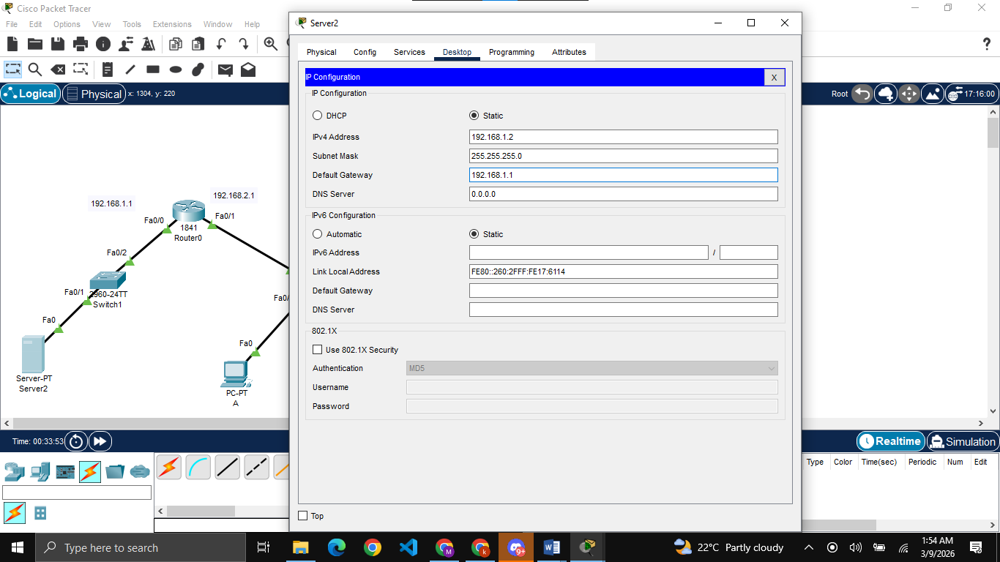 Cisco Packet Tracer
File Edit Options View Tools Extensions Window Help
Logical Physical x: 1304, y: 220
Root 17:16:00
192.168.1.1
192.168.2.1
Fa0/0
Fa0/1
1841
Router0
Fa0/2
Fa0/1
2960-24TT
Switch1
Fa0
Server-PT
Server2
Fa0/
Fa0
PC-PT
A
Server2
Physical Config Services Desktop Programming Attributes
IP Configuration
X
IP Configuration
DHCP Static
IPv4 Address 192.168.1.2
Subnet Mask 255.255.255.0
Default Gateway 192.168.1.1
DNS Server 0.0.0.0
IPv6 Configuration
Automatic Static
IPv6 Address /
Link Local Address FE80::260:2FFF:FE17:6114
Default Gateway
DNS Server
802.1X
Use 802.1X Security
Authentication MD5
Username
Password
Top
Time: 00:33:53
Realtime Simulation
Type Color Time(sec) Periodic Num Edit
Type here to search
M
k
9+
22°C Partly cloudy
1:54 AM
3/9/2026